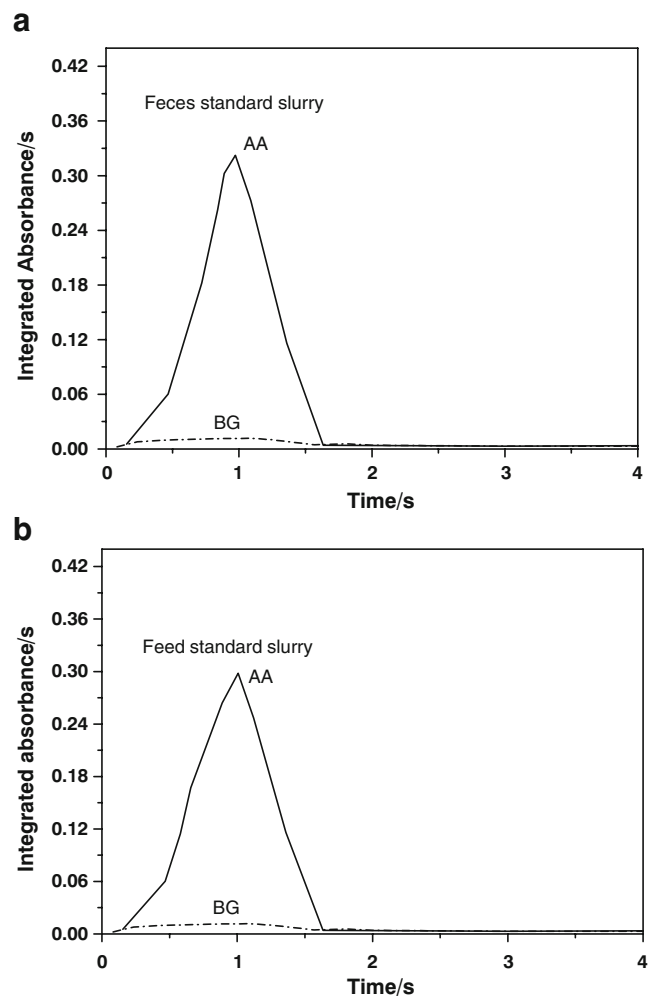 a
0.42
Feces standard slurry
0.36
AA
0.30
0.24
0.18
0.12
0.06
BG
0.00
Integrated Absorbance/s
0 1 2 3 4
Time/s
b
0.42
0.36
Feed standard slurry
0.30
AA
0.24
0.18
0.12
0.06
BG
0.00
Integrated absorbance/s
0 1 2 3 4
Time/s